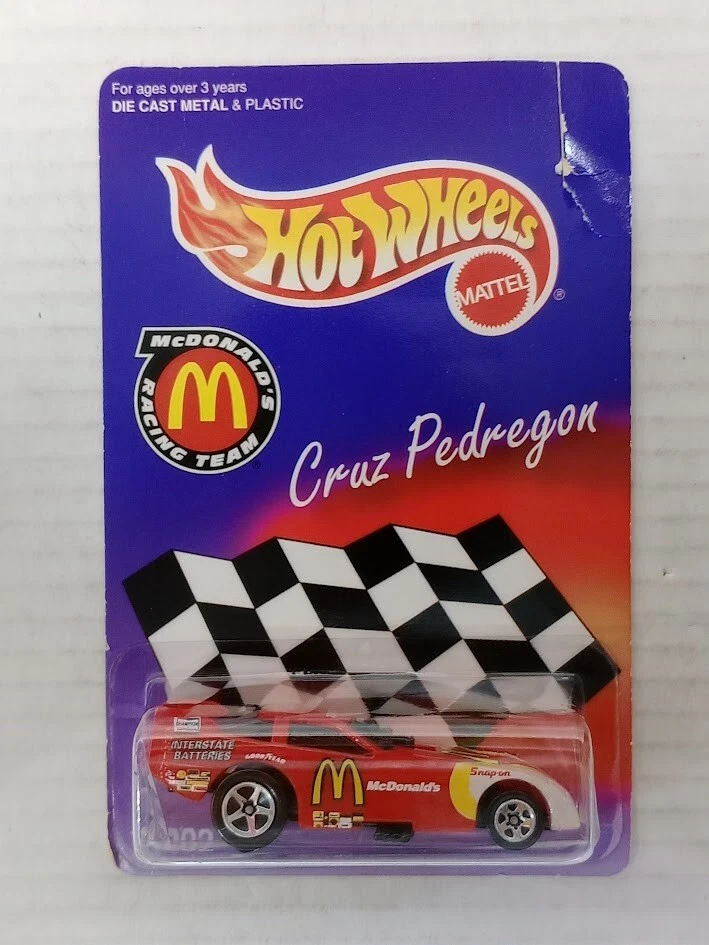 For ages over 3 years
DIE CAST METAL & PLASTIC
HOT WHEELS
MATTEL
®
McDONALD'S
RACING TEAM
Cruz Pedregon
CHAMPION
INTERSTATE
BATTERIES
GOODYEAR
McDonald's
Snap-on